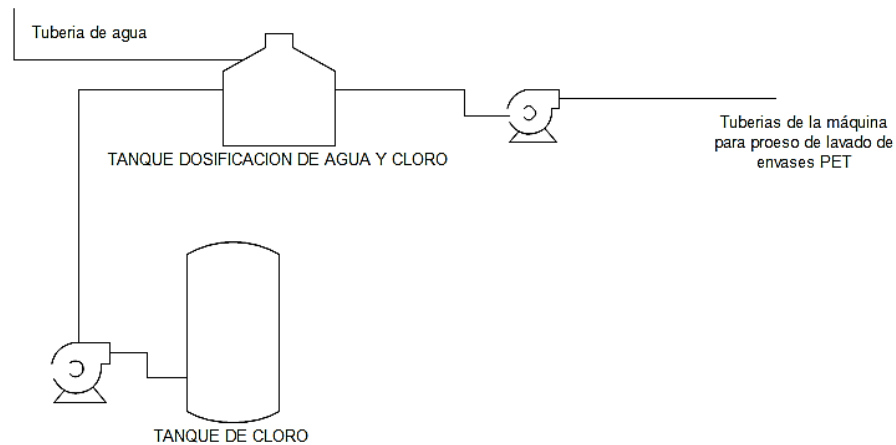 Tuberia de agua
TANQUE DOSIFICACION DE AGUA Y CLORO
Tuberias de la máquina
para proeso de lavado de
envases PET
TANQUE DE CLORO